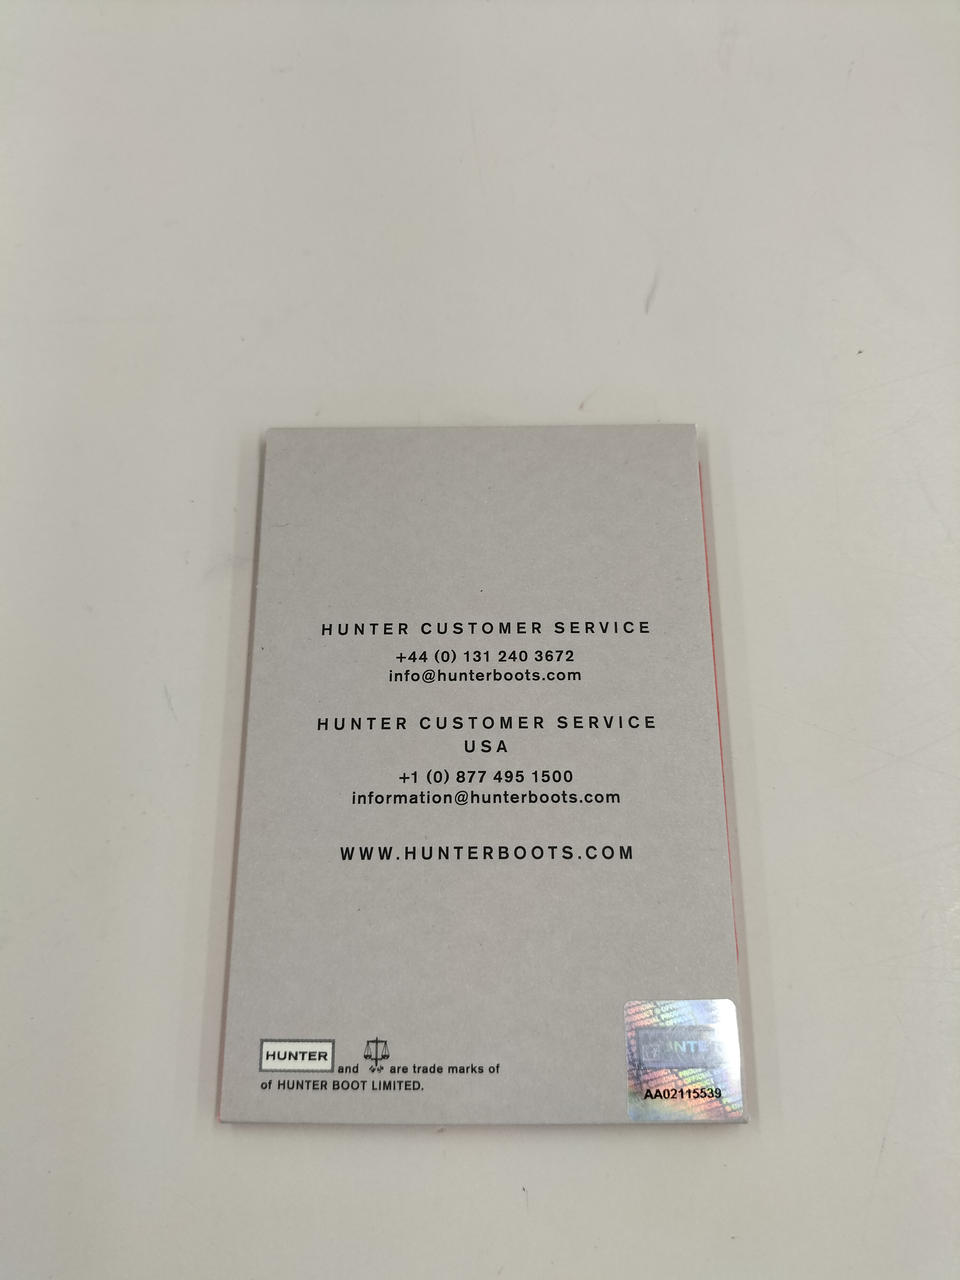 HUNTER CUSTOMER SERVICE
+44 (0) 131 240 3672
info@hunterboots.com
HUNTER CUSTOMER SERVICE
USA
+1 (0) 877 495 1500
information@hunterboots.com
WWW.HUNTERBOOTS.COM
HUNTER and are trade marks of
of HUNTER BOOT LIMITED.
AA02115539